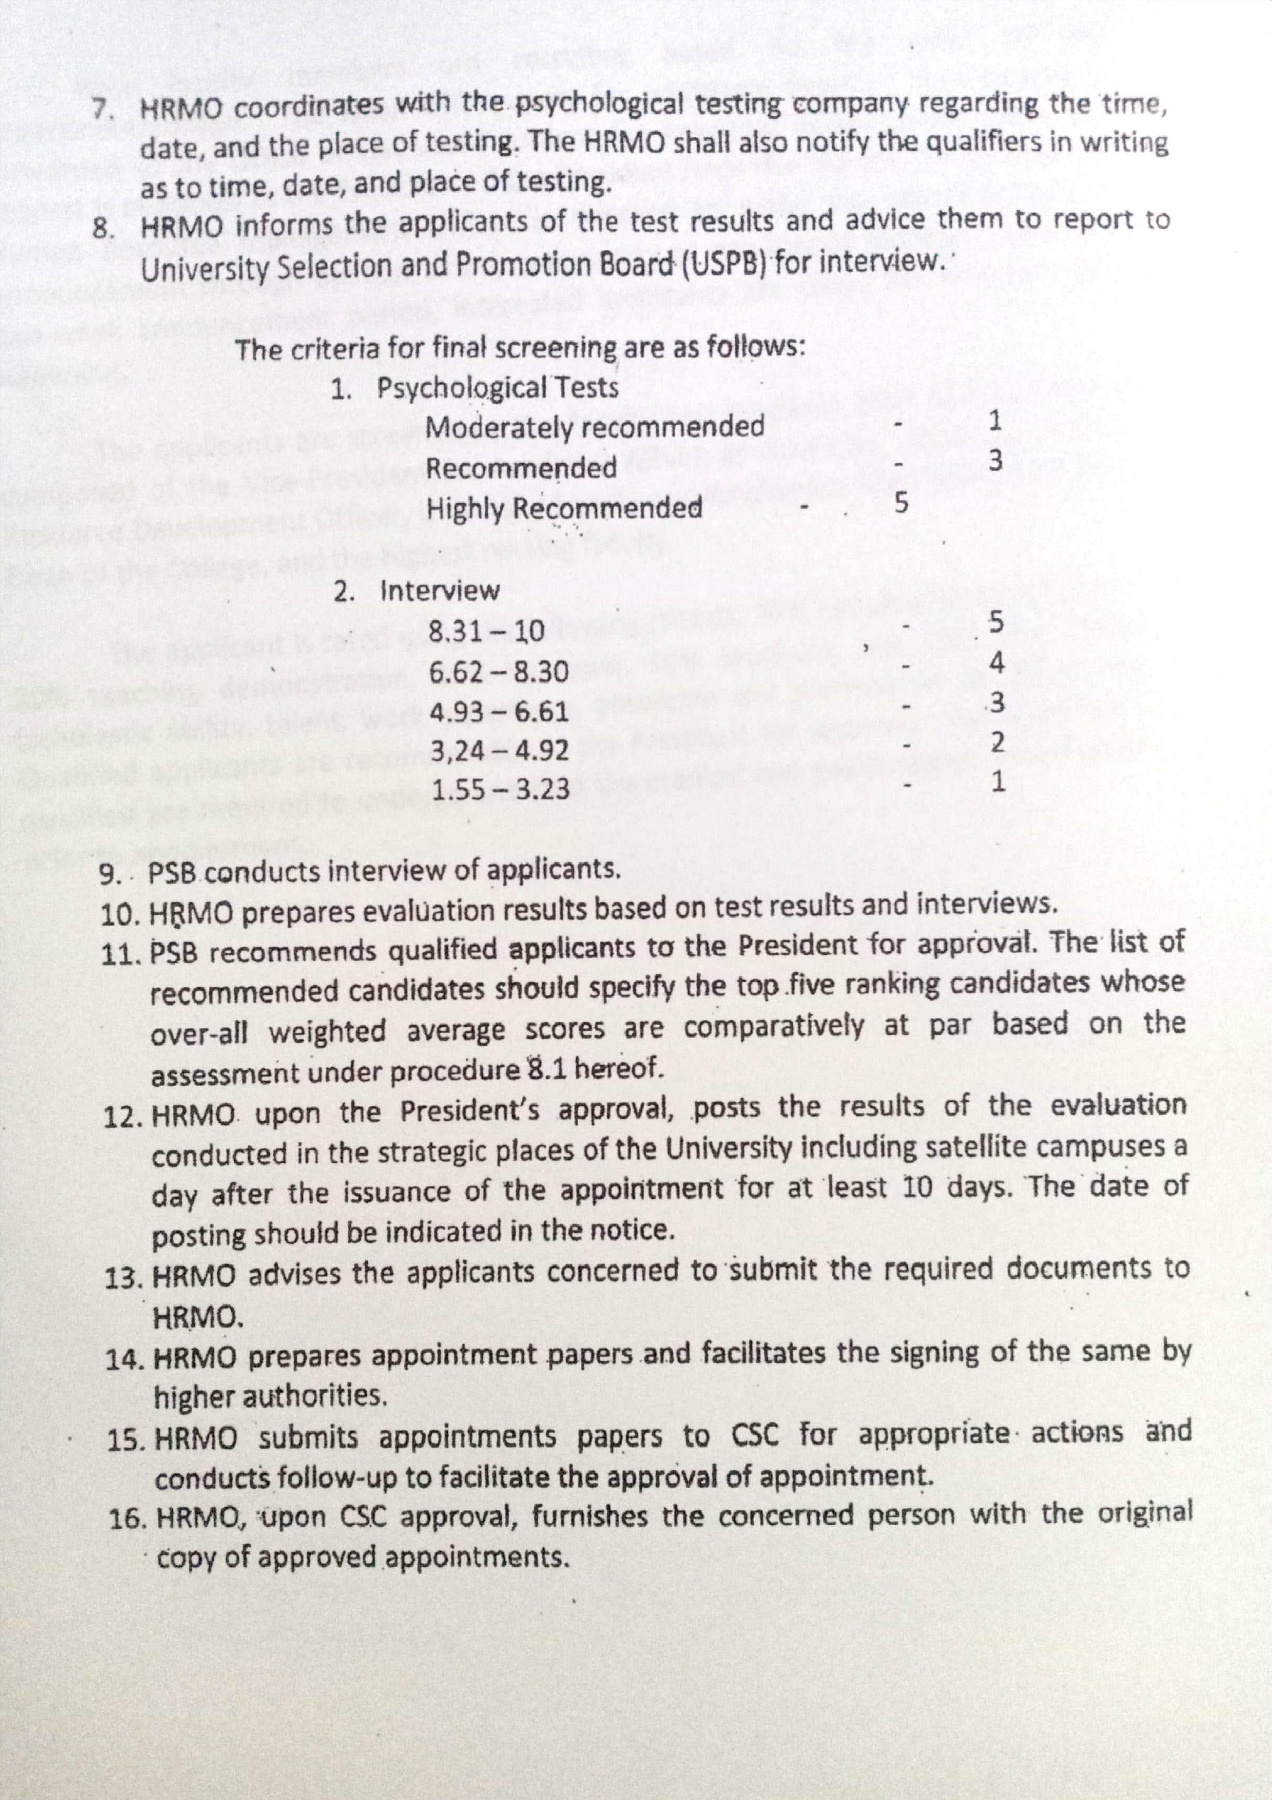 7. HRMO coordinates with the psychological testing company regarding the time,
date, and the place of testing. The HRMO shall also notify the qualifiers in writing
as to time, date, and place of testing.
8. HRMO informs the applicants of the test results and advice them to report to
University Selection and Promotion Board (USPB) for interview.
The criteria for final screening are as follows:
1. Psychological Tests
Moderately recommended - 1
Recommended - 3
Highly Recommended - 5
2. Interview
8.31 – 10 - 5
6.62 – 8.30 - 4
4.93 – 6.61 - 3
3,24 – 4.92 - 2
1.55 – 3.23 - 1
9. PSB conducts interview of applicants.
10. HRMO prepares evaluation results based on test results and interviews.
11. PSB recommends qualified applicants to the President for approval. The list of
recommended candidates should specify the top five ranking candidates whose
over-all weighted average scores are comparatively at par based on the
assessment under procedure 8.1 hereof.
12. HRMO upon the President's approval, posts the results of the evaluation
conducted in the strategic places of the University including satellite campuses a
day after the issuance of the appointment for at least 10 days. The date of
posting should be indicated in the notice.
13. HRMO advises the applicants concerned to submit the required documents to
HRMO.
14. HRMO prepares appointment papers and facilitates the signing of the same by
higher authorities.
15. HRMO submits appointments papers to CSC for appropriate actions and
conducts follow-up to facilitate the approval of appointment.
16. HRMO, upon CSC approval, furnishes the concerned person with the original
copy of approved appointments.